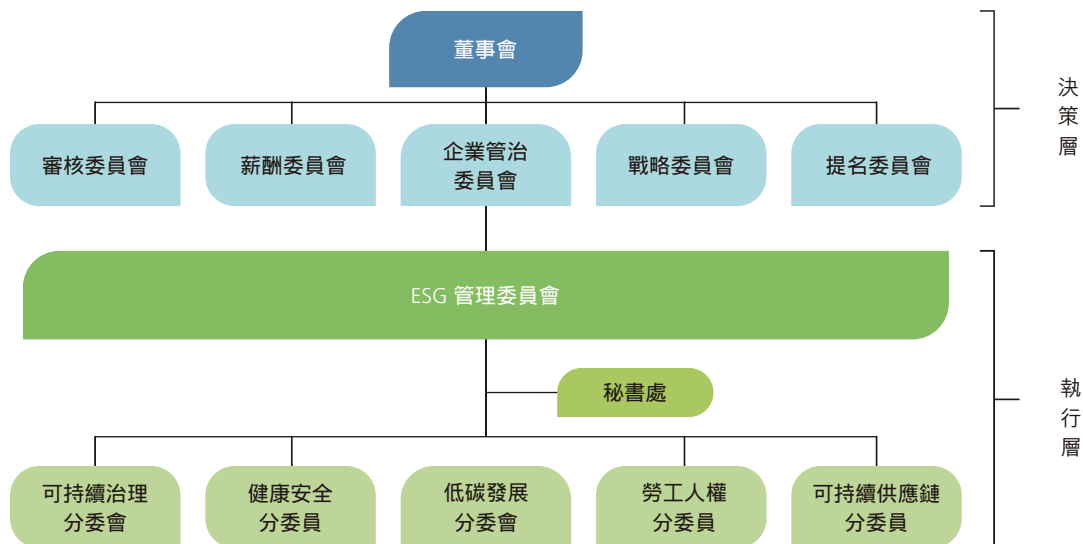 董事會
審核委員會
薪酬委員會
企業管治
委員會
戰略委員會
提名委員會
決策層
ESG 管理委員會
秘書處
執行層
可持續治理
分委會
健康安全
分委員
低碳發展
分委會
勞工人權
分委員
可持續供應鏈
分委員